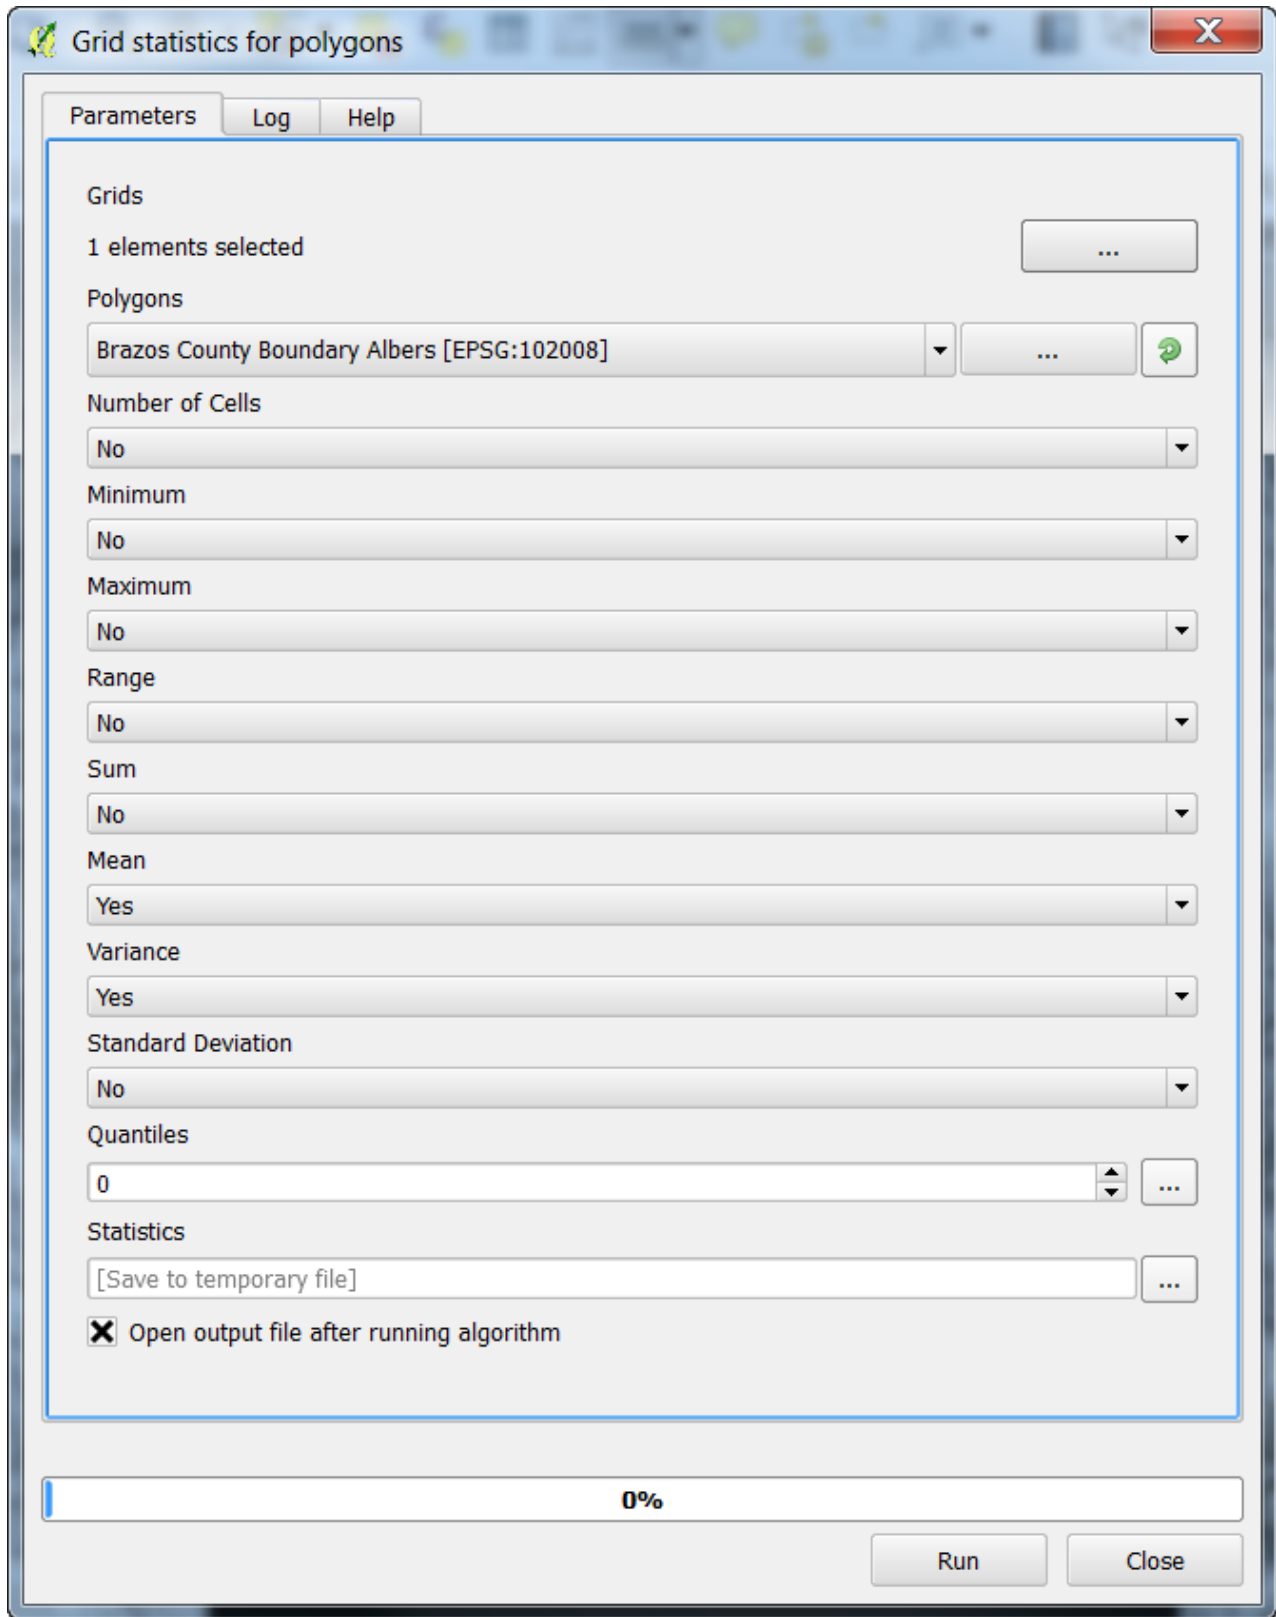 Grid statistics for polygons
X
Parameters Log Help
Grids
1 elements selected ...
Polygons
Brazos County Boundary Albers [EPSG:102008] ...
Number of Cells
No
Minimum
No
Maximum
No
Range
No
Sum
No
Mean
Yes
Variance
Yes
Standard Deviation
No
Quantiles
0 ...
Statistics
[Save to temporary file] ...
Open output file after running algorithm
0%
Run Close